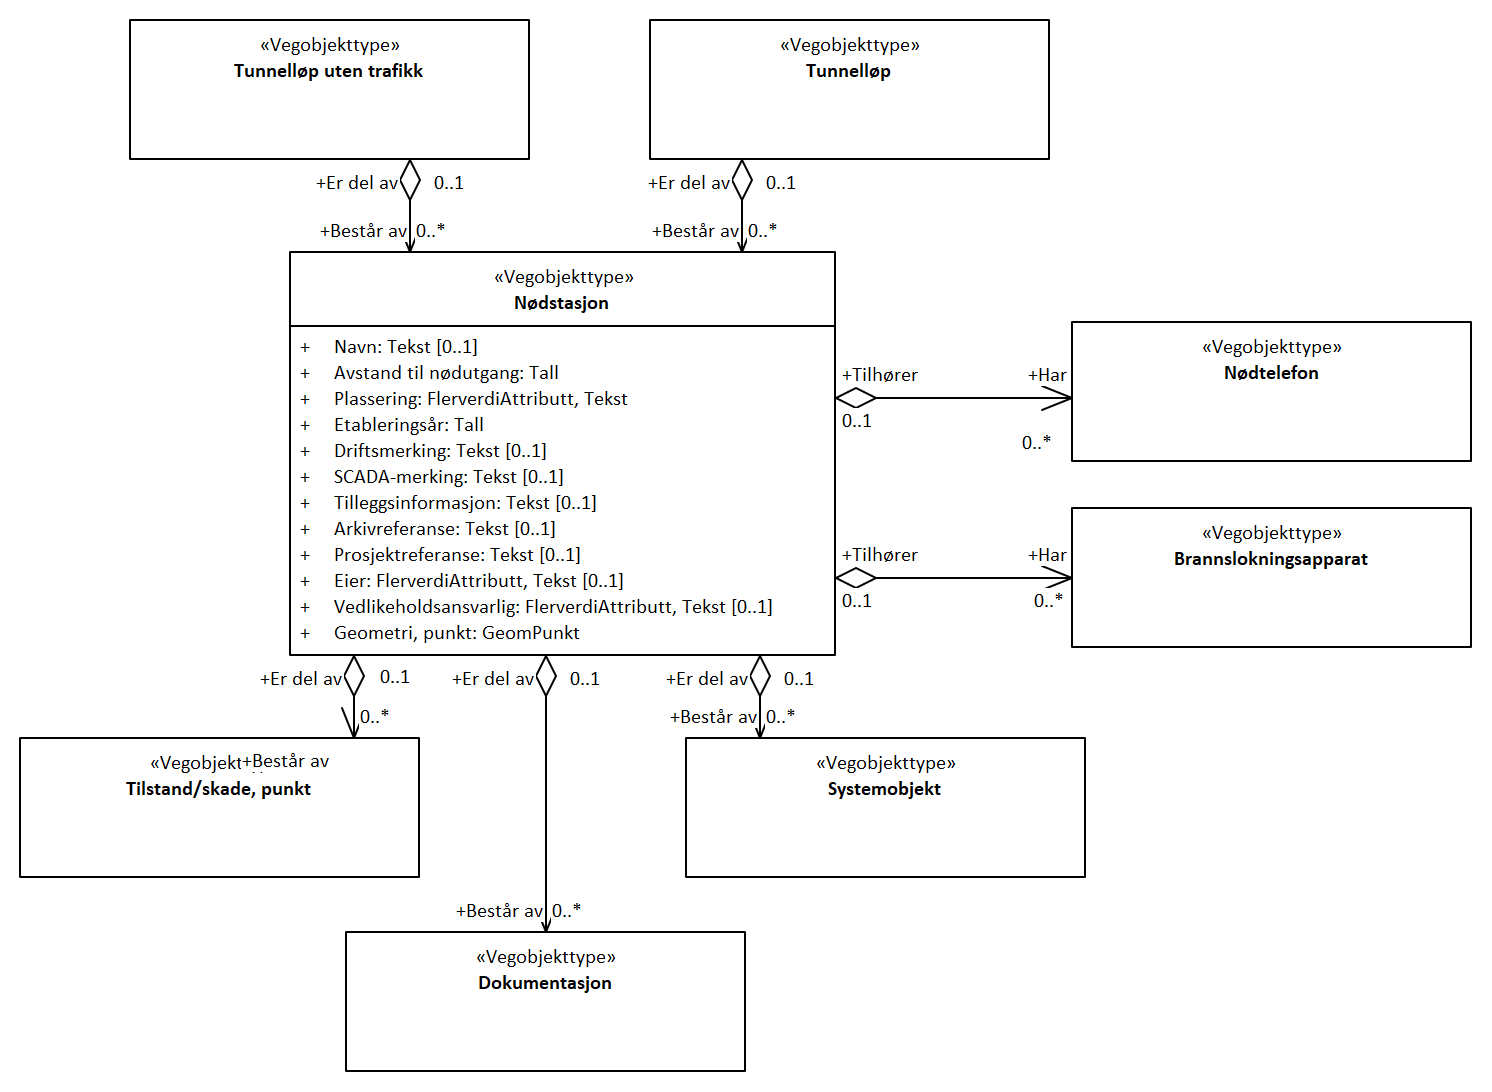 «Vegobjekttype»
Tunnelløp uten trafikk
«Vegobjekttype»
Tunnelløp
+Er del av 0..1
+Er del av 0..1
+Består av 0..*
+Består av 0..*
«Vegobjekttype»
Nødstasjon
+ Navn: Tekst [0..1]
+ Avstand til nødutgang: Tall
+ Plassering: FlerverdiAttributt, Tekst
+ Etableringsår: Tall
+ Driftsmerking: Tekst [0..1]
+ SCADA-merking: Tekst [0..1]
+ Tilleggsinformasjon: Tekst [0..1]
+ Arkivreferanse: Tekst [0..1]
+ Prosjektreferanse: Tekst [0..1]
+ Eier: FlerverdiAttributt, Tekst [0..1]
+ Vedlikeholdsansvarlig: FlerverdiAttributt, Tekst [0..1]
+ Geometri, punkt: GeomPunkt
+Tilhører +Har
0..1
0..*
«Vegobjekttype»
Nødtelefon
+Tilhører +Har
0..1 0..*
«Vegobjekttype»
Brannslokningsapparat
+Er del av 0..1
+Er del av 0..1
+Er del av 0..1
0..*
+Består av 0..*
«Vegobjekt
+Består av
Tilstand/skade, punkt
«Vegobjekttype»
Systemobjekt
+Består av 0..*
«Vegobjekttype»
Dokumentasjon